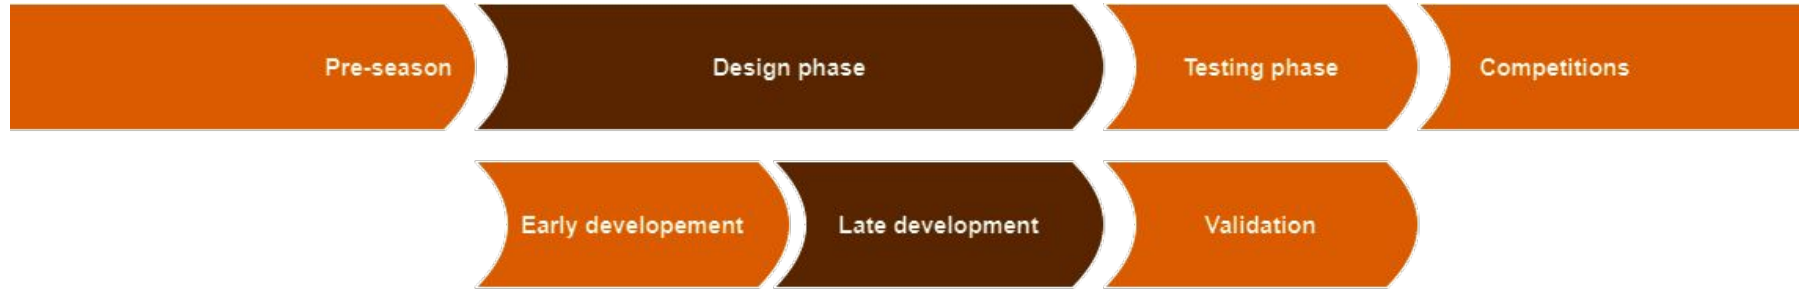 Pre-season
Design phase
Testing phase
Competitions
Early developement
Late development
Validation